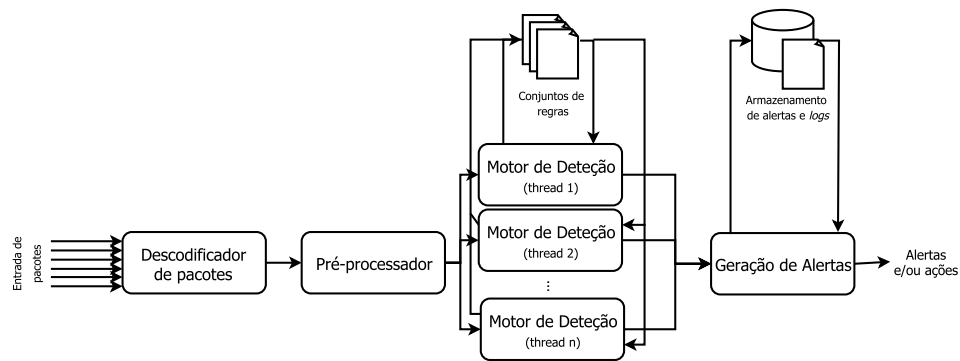 Entrada de
pacotes
Descodificador
de pacotes
Pré-processador
Conjuntos de
regras
Motor de Deteção
(thread 1)
Motor de Deteção
(thread 2)
...
Motor de Deteção
(thread n)
Armazenamento
de alertas e logs
Geração de Alertas
Alertas
e/ou ações